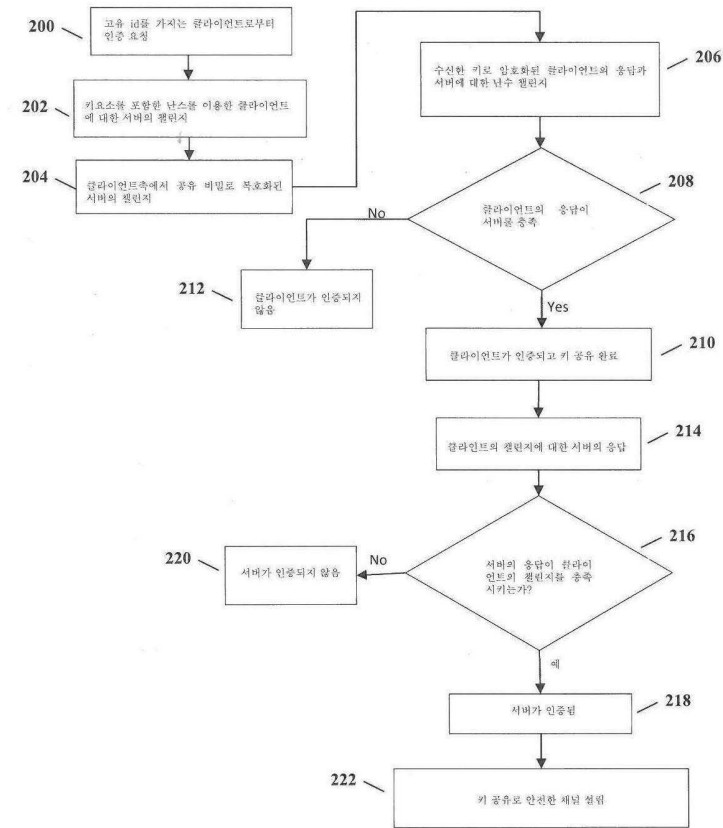 200
고유 id를 가지는 클라이언트로부터
인증 요청
202
키요소를 포함한 난스를 이용한 클라이언트
에 대한 서버의 챌린지
204
클라이언트측에서 공유 비밀로 복호화된
서버의 챌린지
206
수신한 키로 암호화된 클라이언트의 응답과
서버에 대한 난수 챌린지
208
클라이언트의 응답이
서버를 충족
No
212
클라이언트가 인증되지
않음
Yes
210
클라이언트가 인증되고 키 공유 완료
214
클라인트의 챌린지에 대한 서버의 응답
216
서버의 응답이 클라이
언트의 챌린지를 충족
시키는가?
No
220
서버가 인증되지 않음
예
218
서버가 인증됨
222
키 공유로 안전한 채널 설립